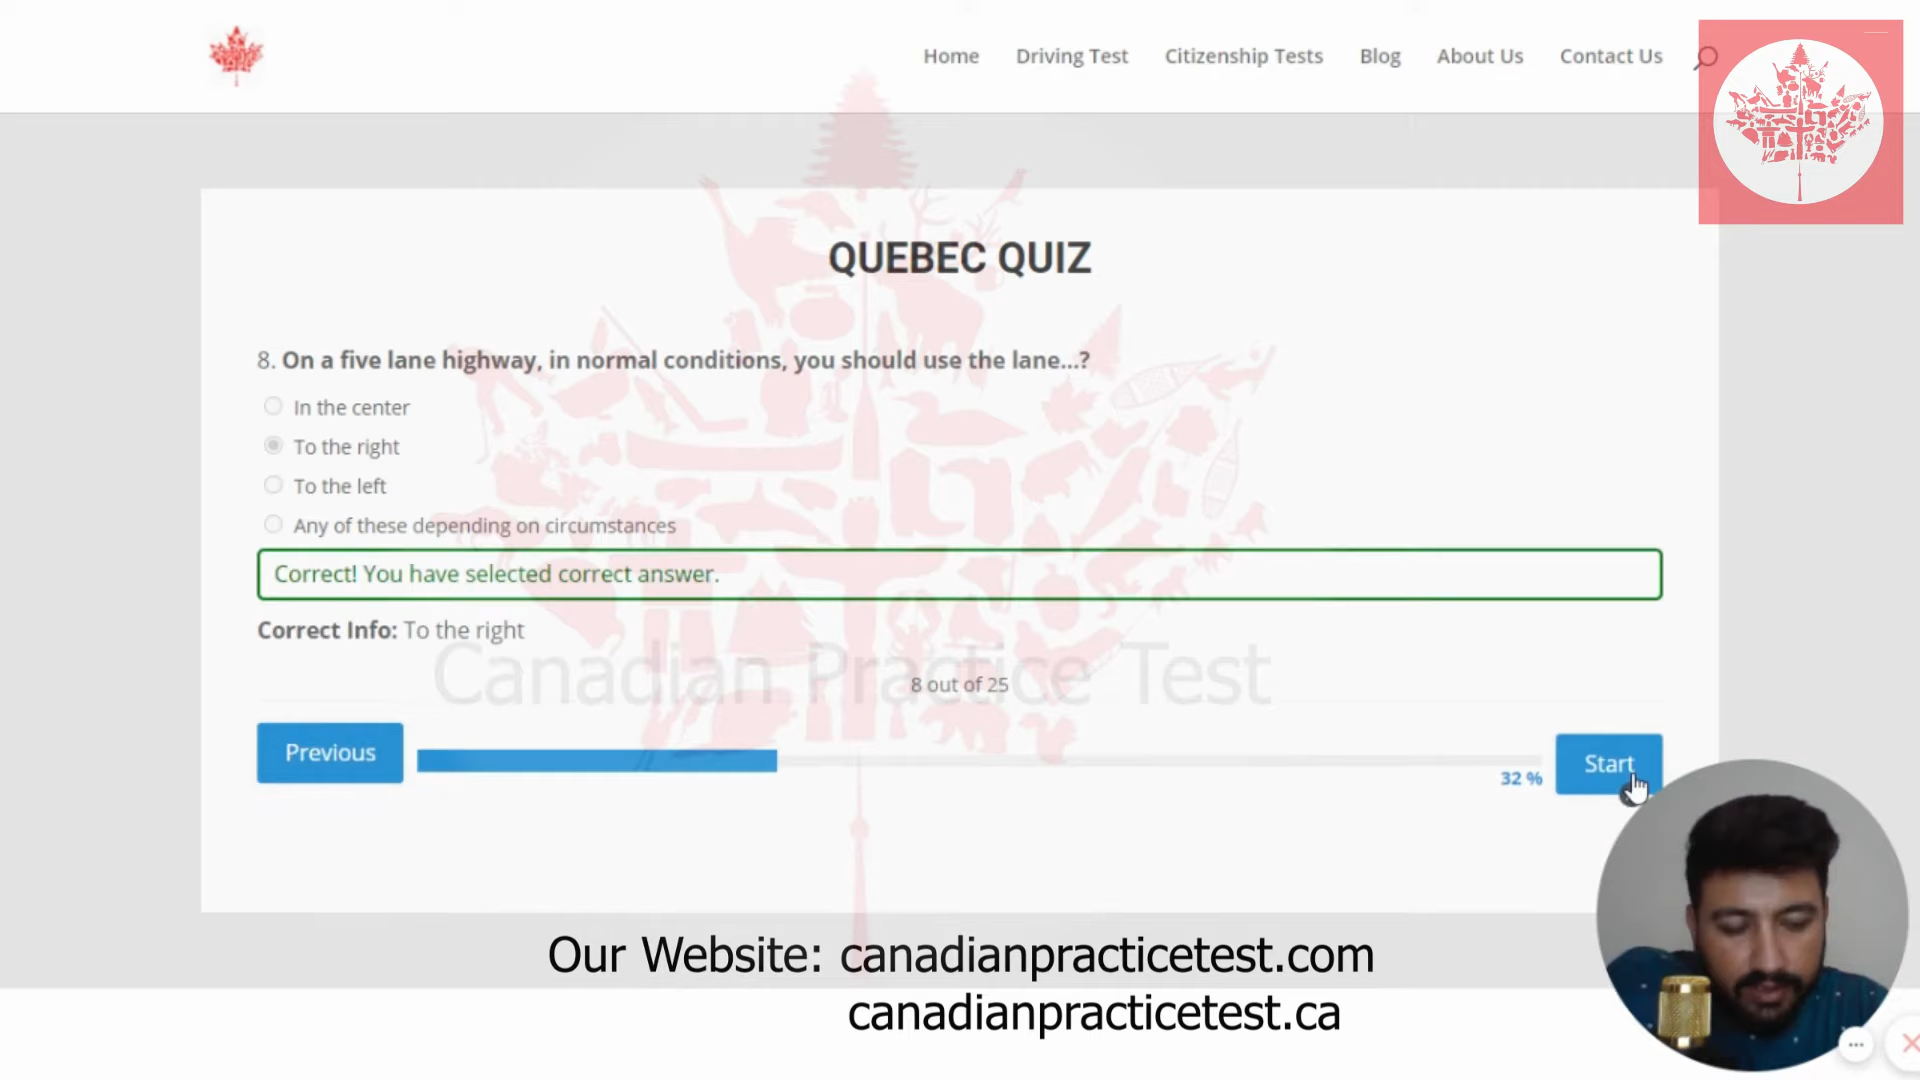 Home Driving Test Citizenship Tests Blog About Us Contact Us
QUEBEC QUIZ
8. On a five lane highway, in normal conditions, you should use the lane...?
In the center
To the right
To the left
Any of these depending on circumstances
Correct! You have selected correct answer.
Correct Info: To the right
Canadian Practice Test
8 out of 25
Previous
32 %
Start
Our Website: canadianpracticetest.com
canadianpracticetest.ca